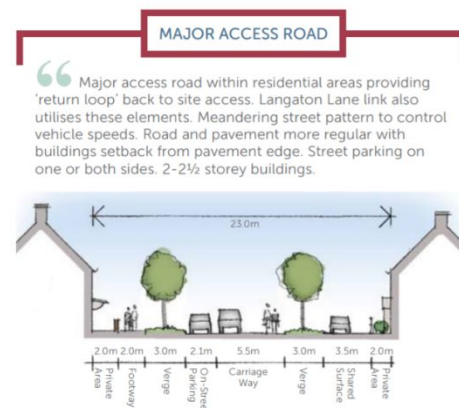 MAJOR ACCESS ROAD
“ Major access road within residential areas providing
‘return loop’ back to site access. Langaton Lane link also
utilises these elements. Meandering street pattern to control
vehicle speeds. Road and pavement more regular with
buildings setback from pavement edge. Street parking on
one or both sides. 2-2½ storey buildings.
23.0m
2.0m 2.0m 3.0m 2.1m 5.5m 3.0m 3.5m 2.0m
Private
Area
Footway
Verge
On-Street
Parking
Carriage
Way
Verge
Shared
Surface
Private
Area